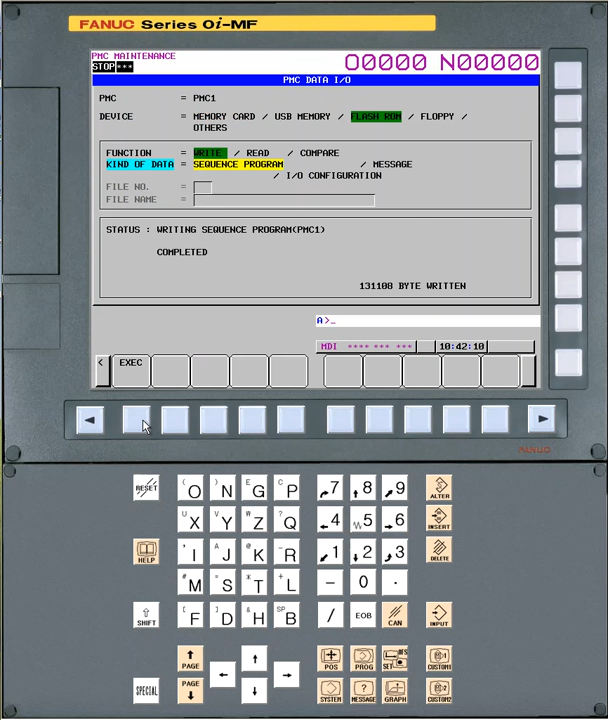 FANUC Series 0i-MF
PMC MAINTENANCE
STOP *** O0000 N00000
PMC DATA I/O
PMC = PMC1
DEVICE = MEMORY CARD / USB MEMORY / FLASH ROM / FLOPPY /
OTHERS
FUNCTION = WRITE / READ / COMPARE
KIND OF DATA = SEQUENCE PROGRAM / MESSAGE
/ I/O CONFIGURATION
FILE NO. =
FILE NAME =
STATUS : WRITING SEQUENCE PROGRAM(PMC1)
COMPLETED
131108 BYTE WRITTEN
A>_
MDI **** *** *** 10:42:10
< EXEC
FANUC
RESET ( O ) N E G C P 7 8 9 ALTER
U X V Y W Z ? Q 4 5 6 INSERT
HELP , I A J @ K = R 1 2 3 DELETE
# M * S * T + L - 0 .
SHIFT [ F ] D & H SP B / EOB CAN INPUT
PAGE POS PROG OFS SET CUSTOM1
SPECIAL PAGE SYSTEM MESSAGE GRAPH CUSTOM2